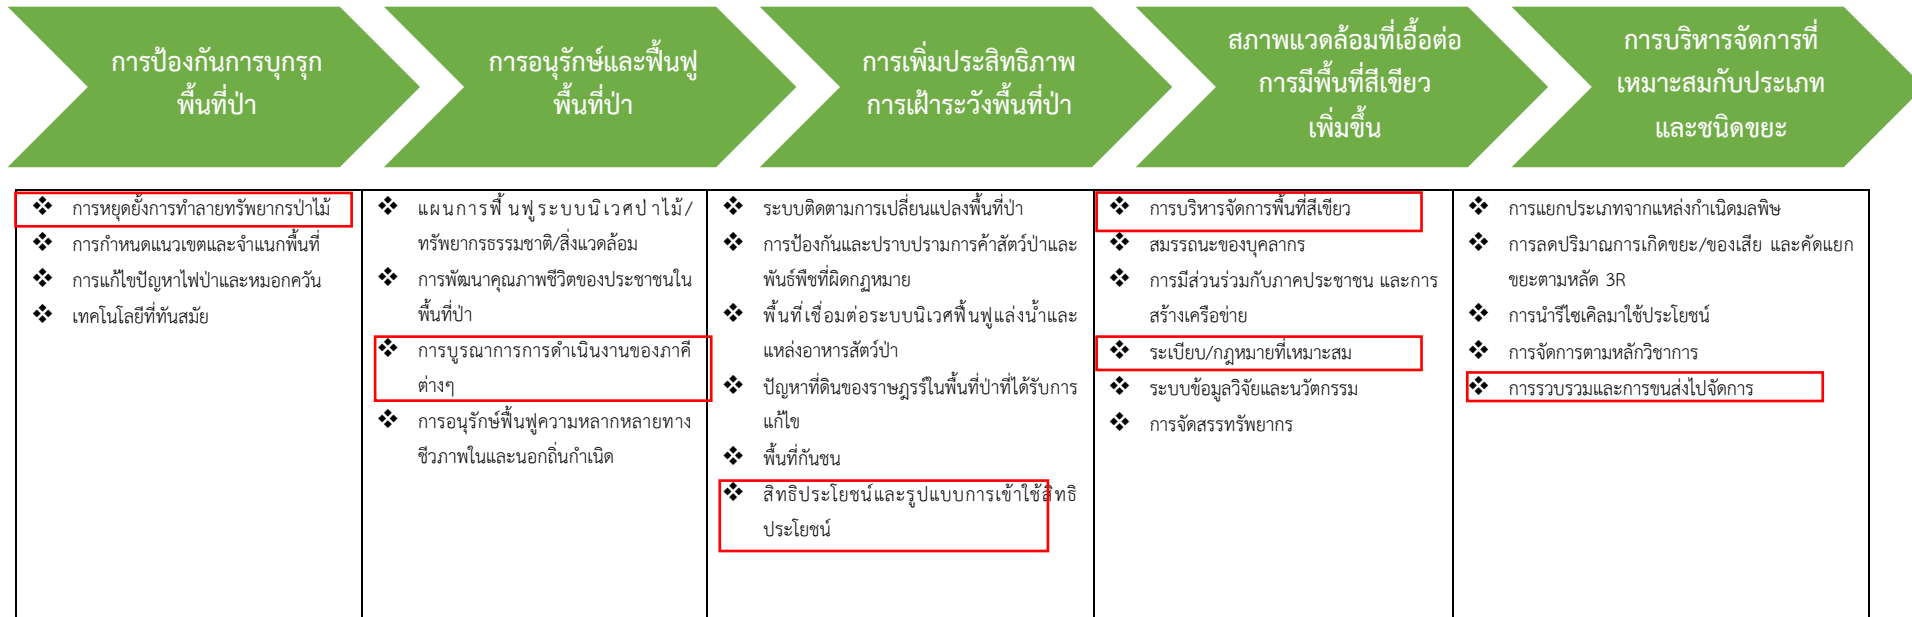 การป้องกันการบุกรุก
พื้นที่ป่า
การอนุรักษ์และฟื้นฟู
พื้นที่ป่า
การเพิ่มประสิทธิภาพ
การเฝ้าระวังพื้นที่ป่า
สภาพแวดล้อมที่เอื้อต่อ
การมีพื้นที่สีเขียว
เพิ่มขึ้น
การบริหารจัดการที่
เหมาะสมกับประเภท
และชนิดขยะ
❖ การหยุดยั้งการทำลายทรัพยากรป่าไม้
❖ การกำหนดแนวเขตและจำแนกพื้นที่
❖ การแก้ไขปัญหาไฟป่าและหมอกควัน
❖ เทคโนโลยีที่ทันสมัย
❖ แผนการฟื้นฟูระบบนิเวศป่าไม้/
ทรัพยากรธรรมชาติ/สิ่งแวดล้อม
❖ การพัฒนาคุณภาพชีวิตของประชาชนใน
พื้นที่ป่า
❖ การบูรณาการการดำเนินงานของภาคี
ต่างๆ
❖ การอนุรักษ์ฟื้นฟูความหลากหลายทาง
ชีวภาพในและนอกถิ่นกำเนิด
❖ ระบบติดตามการเปลี่ยนแปลงพื้นที่ป่า
❖ การป้องกันและปราบปรามการค้าสัตว์ป่าและ
พันธ์พืชที่ผิดกฎหมาย
❖ พื้นที่เชื่อมต่อระบบนิเวศฟื้นฟูแล่งน้ำและ
แหล่งอาหารสัตว์ป่า
❖ ปัญหาที่ดินของราษฎรร์ในพื้นที่ป่าที่ได้รับการ
แก้ไข
❖ พื้นที่กันชน
❖ สิทธิประโยชน์และรูปแบบการเข้าใช้สิทธิ
ประโยชน์
❖ การบริหารจัดการพื้นที่สีเขียว
❖ สมรรถนะของบุคลากร
❖ การมีส่วนร่วมกับภาคประชาชน และการ
สร้างเครือข่าย
❖ ระเบียบ/กฎหมายที่เหมาะสม
❖ ระบบข้อมูลวิจัยและนวัตกรรม
❖ การจัดสรรทรัพยากร
❖ การแยกประเภทจากแหล่งกำเนิดมลพิษ
❖ การลดปริมาณการเกิดขยะ/ของเสีย และคัดแยก
ขยะตามหลัก 3R
❖ การนำรีไซเคิลมาใช้ประโยชน์
❖ การจัดการตามหลักวิชาการ
❖ การรวบรวมและการขนส่งไปจัดการ